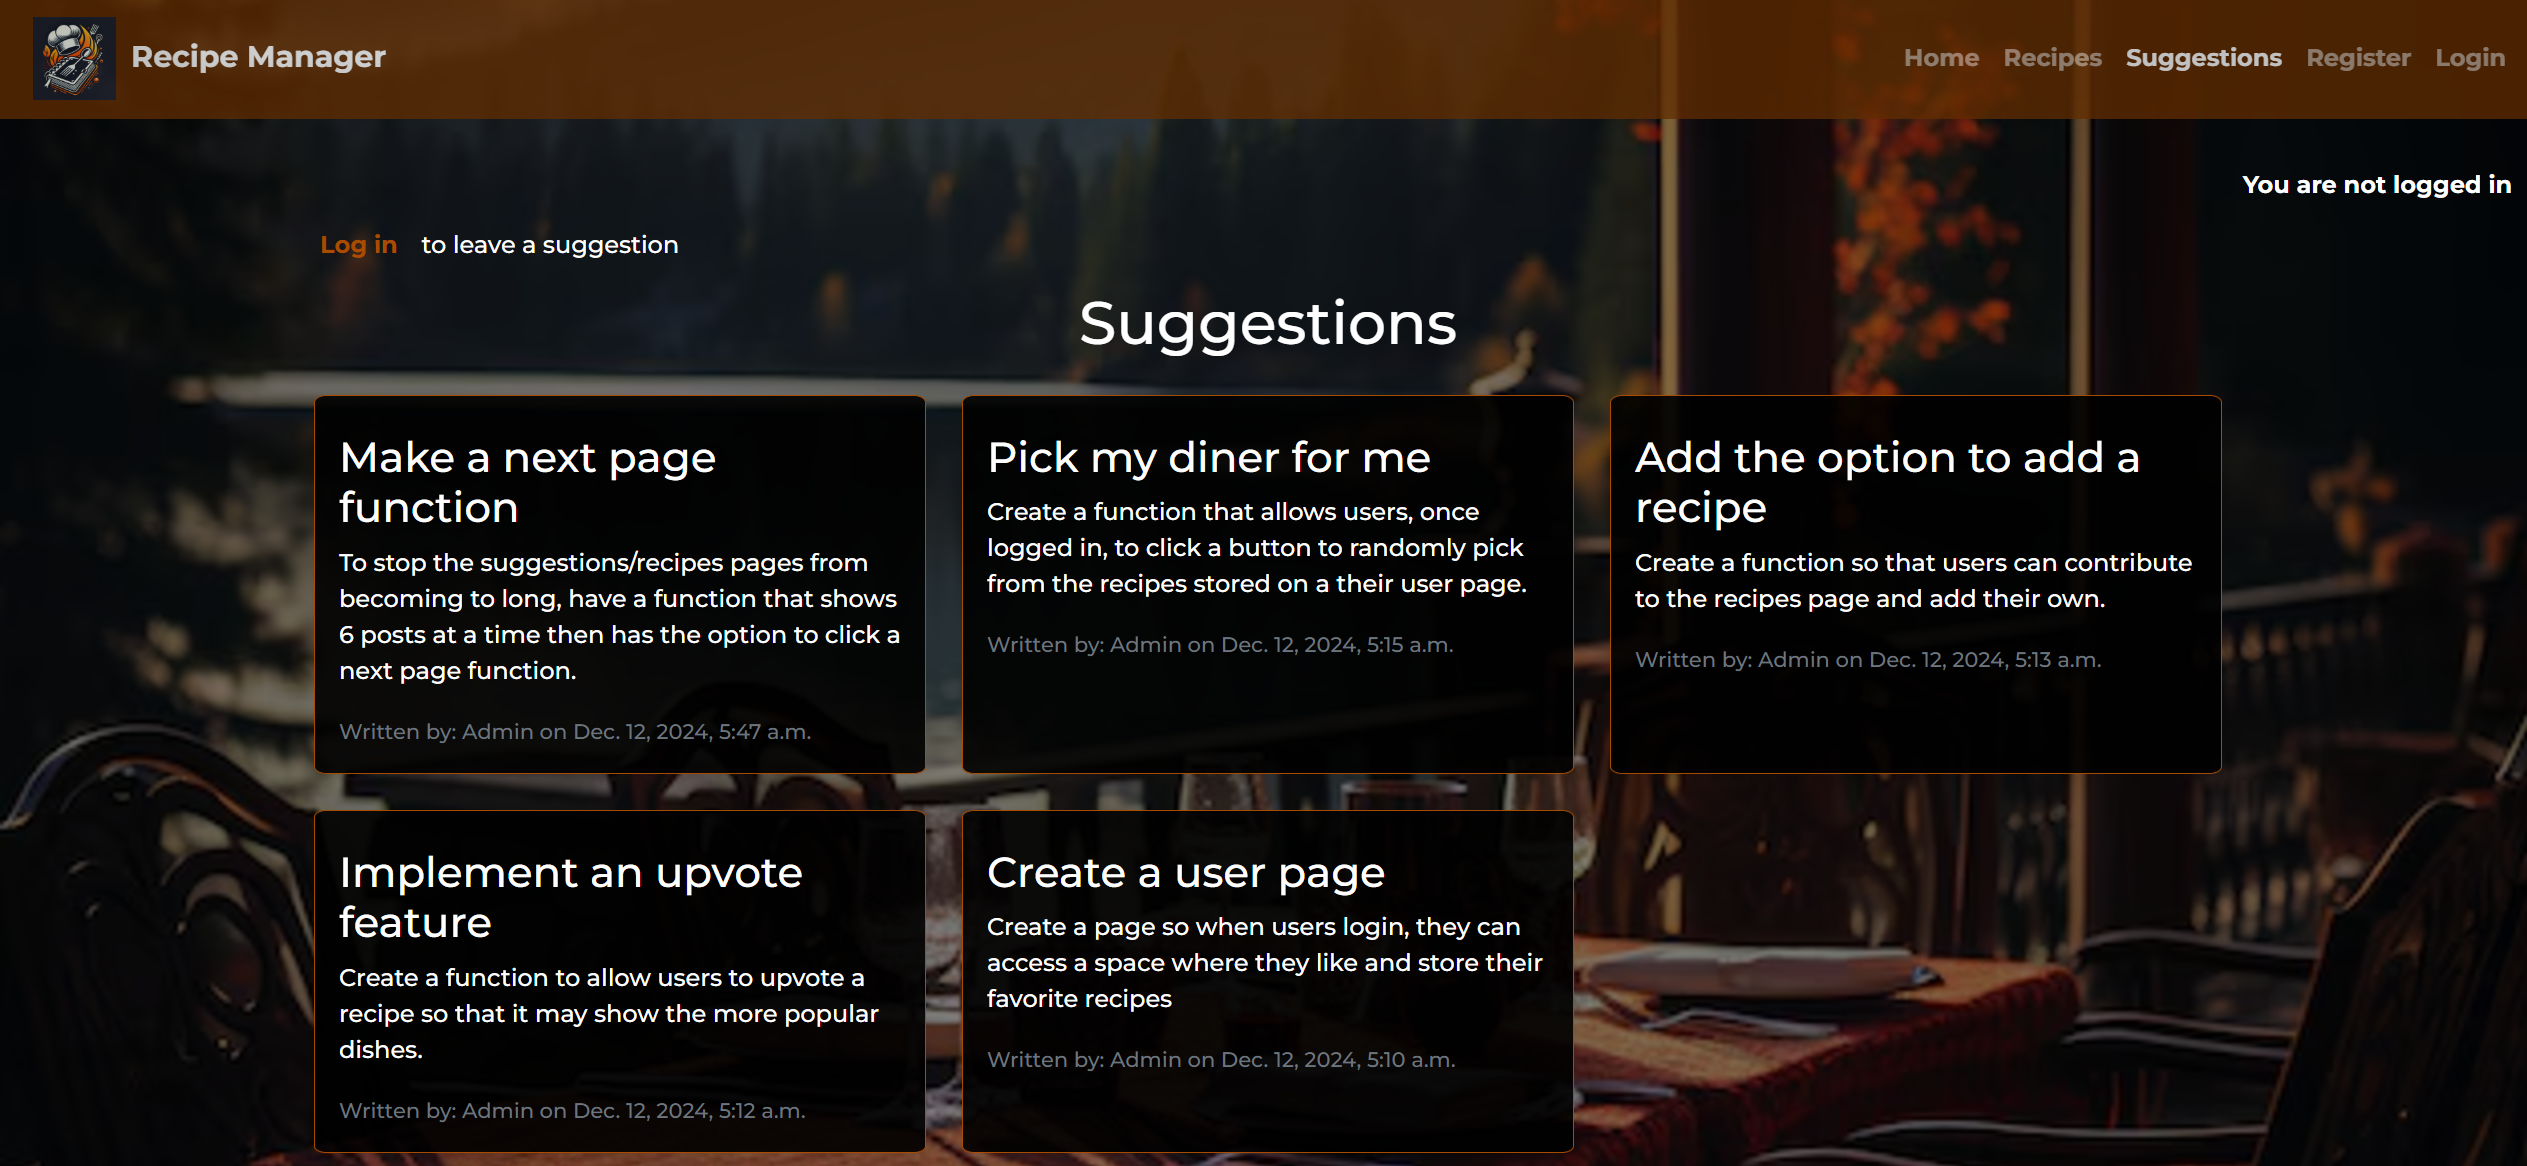 Recipe Manager
Home Recipes Suggestions Register Login
You are not logged in
Log in to leave a suggestion
Suggestions
Make a next page
function
To stop the suggestions/recipes pages from
becoming to long, have a function that shows
6 posts at a time then has the option to click a
next page function.
Written by: Admin on Dec. 12, 2024, 5:47 a.m.
Pick my diner for me
Create a function that allows users, once
logged in, to click a button to randomly pick
from the recipes stored on a their user page.
Written by: Admin on Dec. 12, 2024, 5:15 a.m.
Add the option to add a
recipe
Create a function so that users can contribute
to the recipes page and add their own.
Written by: Admin on Dec. 12, 2024, 5:13 a.m.
Implement an upvote
feature
Create a function to allow users to upvote a
recipe so that it may show the more popular
dishes.
Written by: Admin on Dec. 12, 2024, 5:12 a.m.
Create a user page
Create a page so when users login, they can
access a space where they like and store their
favorite recipes
Written by: Admin on Dec. 12, 2024, 5:10 a.m.